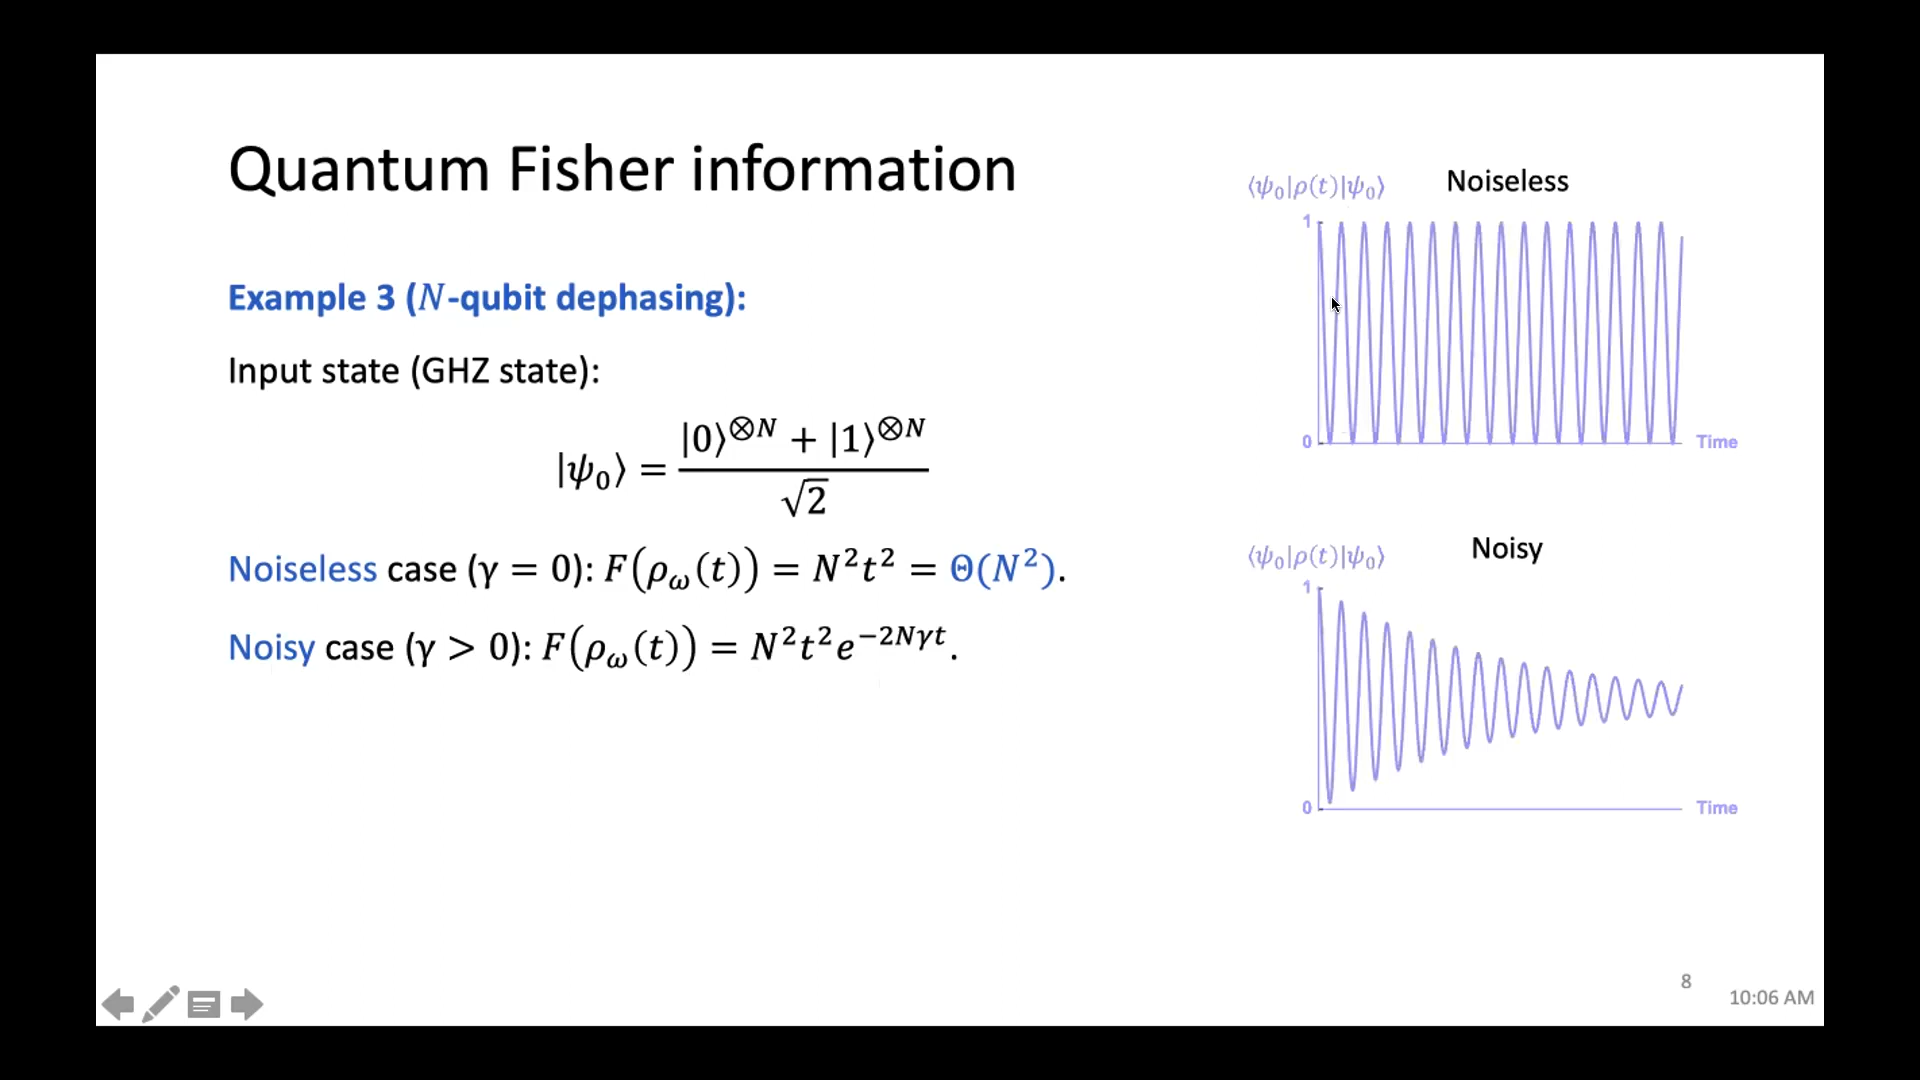 Quantum Fisher information
Example 3 (N-qubit dephasing):
Input state (GHZ state):
|ψ₀⟩ = (|0⟩^{⊗N} + |1⟩^{⊗N}) / √2
Noiseless case (γ = 0): F(ρ_ω(t)) = N²t² = Θ(N²).
Noisy case (γ > 0): F(ρ_ω(t)) = N²t²e^{−2Nγt}.
⟨ψ₀|ρ(t)|ψ₀⟩
Noiseless
1
0
Time
⟨ψ₀|ρ(t)|ψ₀⟩
Noisy
1
0
Time
8
10:06 AM